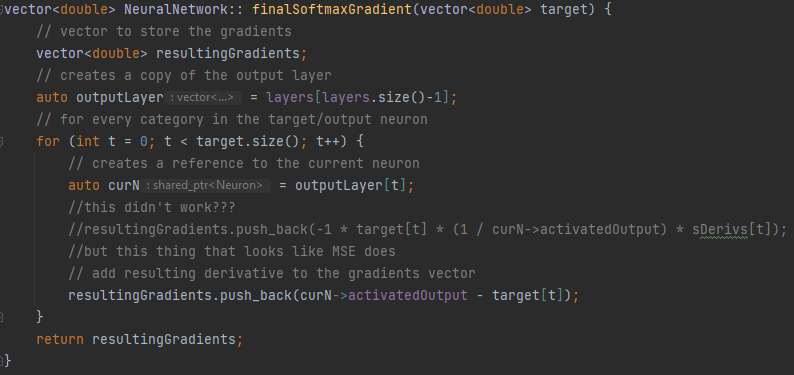 vector<double> NeuralNetwork:: finalSoftmaxGradient(vector<double> target) {
    // vector to store the gradients
    vector<double> resultingGradients;
    // creates a copy of the output layer
    auto outputLayer : vector<...> = layers[layers.size()-1];
    // for every category in the target/output neuron
    for (int t = 0; t < target.size(); t++) {
        // creates a reference to the current neuron
        auto curN : shared_ptr<Neuron> = outputLayer[t];
        //this didn't work???
        //resultingGradients.push_back(-1 * target[t] * (1 / curN->activatedOutput) * sDerivs[t]);
        //but this thing that looks like MSE does
        // add resulting derivative to the gradients vector
        resultingGradients.push_back(curN->activatedOutput - target[t]);
    }
    return resultingGradients;
}